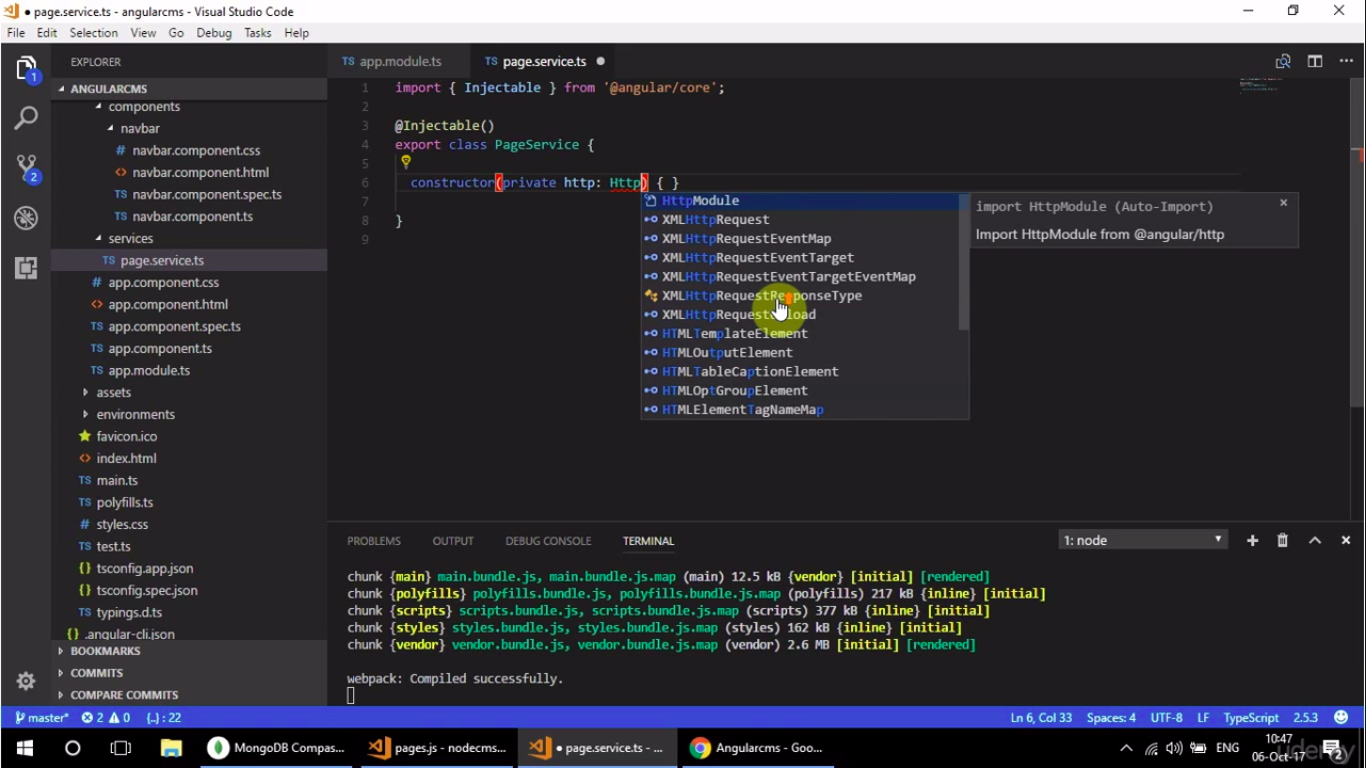 page.service.ts - angularcms - Visual Studio Code
File Edit Selection View Go Debug Tasks Help
EXPLORER
TS app.module.ts
TS page.service.ts
1
ANGULARCMS
components
navbar
# navbar.component.css
<> navbar.component.html
TS navbar.component.spec.ts
TS navbar.component.ts
services
TS page.service.ts
# app.component.css
<> app.component.html
TS app.component.spec.ts
TS app.component.ts
TS app.module.ts
assets
environments
favicon.ico
<> index.html
TS main.ts
TS polyfills.ts
# styles.css
TS test.ts
{} tsconfig.app.json
{} tsconfig.spec.json
TS typings.d.ts
{} .angular-cli.json
BOOKMARKS
COMMITS
COMPARE COMMITS
2
1 import { Injectable } from '@angular/core';
2
3 @Injectable()
4 export class PageService {
5
6 constructor(private http: Http) { }
7
8 }
9
HttpModule
XMLHttpRequest
XMLHttpRequestEventMap
XMLHttpRequestEventTarget
XMLHttpRequestEventTargetEventMap
XMLHttpRequestResponseType
HTMLTemplateElement
HTMLOutputElement
HTMLTableCaptionElement
HTMLOptGroupElement
HTMLElementTagNameMap
import HttpModule (Auto-Import)
Import HttpModule from @angular/http
PROBLEMS OUTPUT DEBUG CONSOLE TERMINAL
1: node
chunk {main} main.bundle.js, main.bundle.js.map (main) 12.5 kB {vendor} [initial] [rendered]
chunk {polyfills} polyfills.bundle.js, polyfills.bundle.js.map (polyfills) 217 kB {inline} [initial]
chunk {scripts} scripts.bundle.js, scripts.bundle.js.map (scripts) 377 kB {inline} [initial]
chunk {styles} styles.bundle.js, styles.bundle.js.map (styles) 162 kB {inline} [initial]
chunk {vendor} vendor.bundle.js, vendor.bundle.js.map (vendor) 2.6 MB [initial] [rendered]
webpack: Compiled successfully.
master* 2 0 {..} : 22
Ln 6, Col 33 Spaces: 4 UTF-8 LF TypeScript 2.5.3
MongoDB Compas...
pages.js - nodecms...
page.service.ts - ...
Angularcms - Goo...
ENG
10:47
06-Oct-17
2
udemy